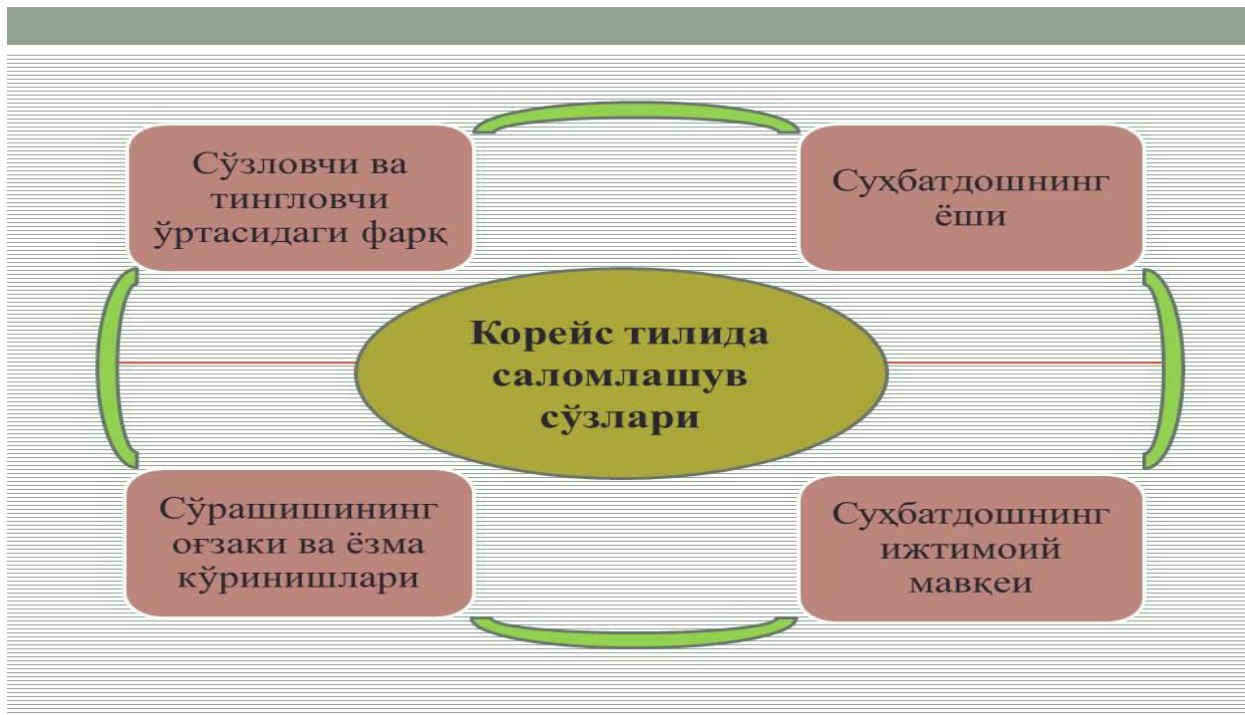 Сўзловчи ва
тингловчи
ўртасидаги фарқ
Суҳбатдошнинг
ёши
Корейс тилида
саломлашув
сўзлари
Сўрашишининг
оғзаки ва ёзма
кўринишлари
Суҳбатдошнинг
ижтимоий
мавқеи